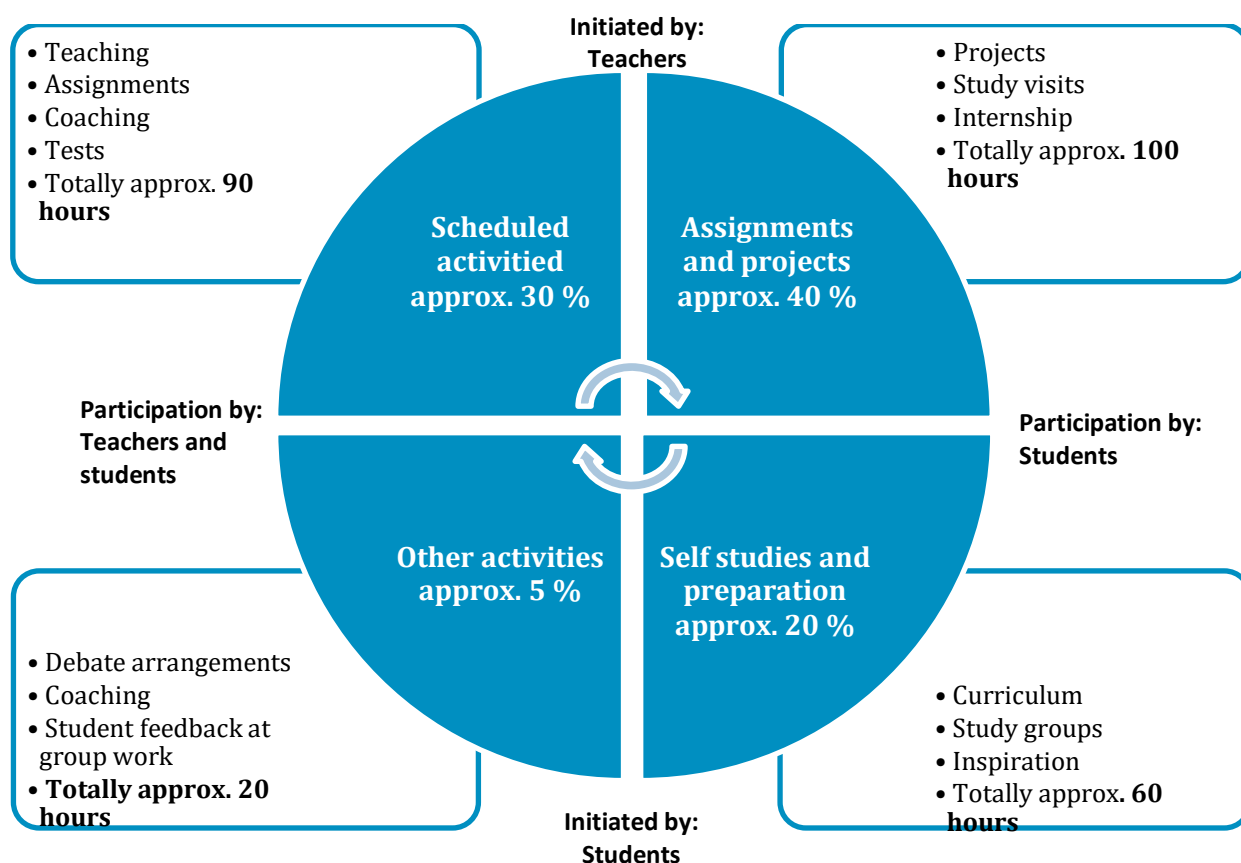 Initiated by:
Teachers
• Teaching
• Assignments
• Coaching
• Tests
• Totally approx. 90
hours
• Projects
• Study visits
• Internship
• Totally approx. 100
hours
Scheduled
activitied
approx. 30 %
Assignments
and projects
approx. 40 %
Participation by:
Teachers and
students
Participation by:
Students
Other activities
approx. 5 %
Self studies and
preparation
approx. 20 %
• Debate arrangements
• Coaching
• Student feedback at
group work
• Totally approx. 20
hours
• Curriculum
• Study groups
• Inspiration
• Totally approx. 60
hours
Initiated by:
Students